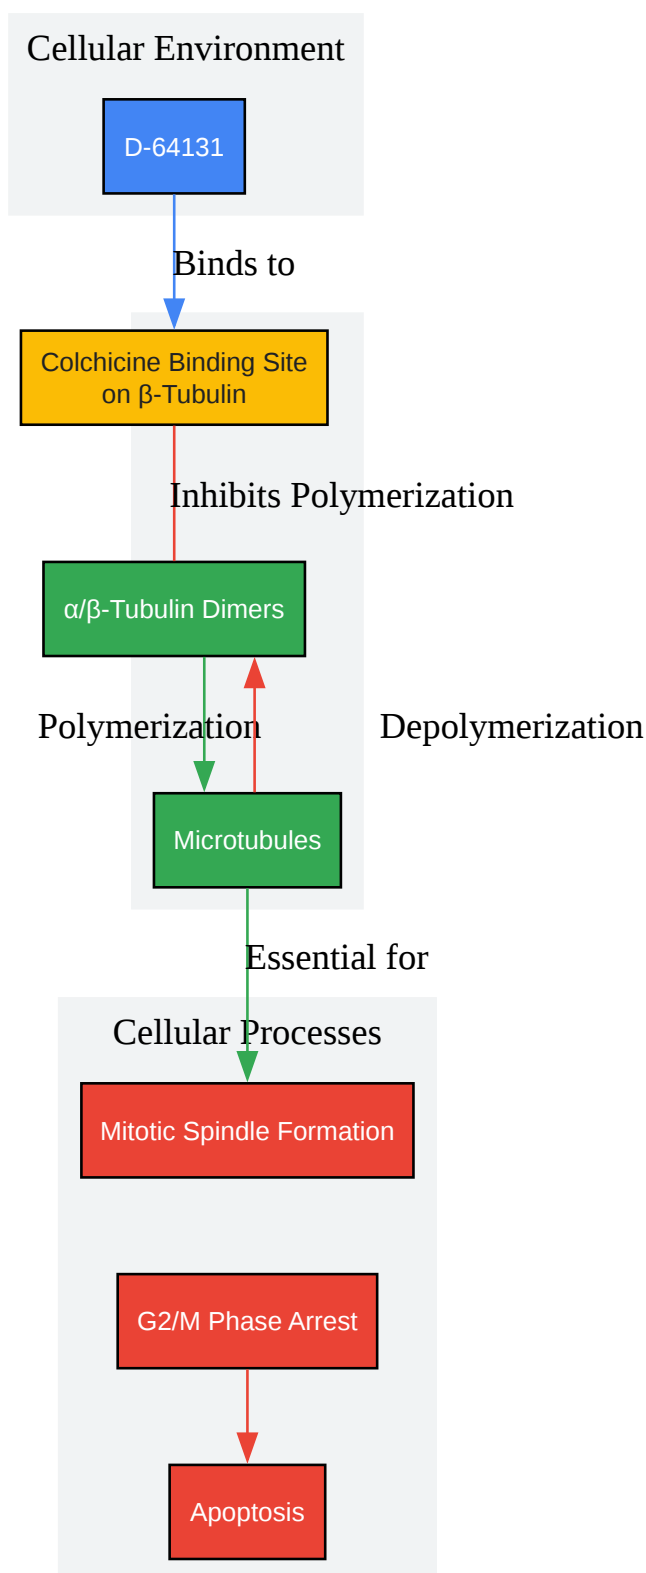 Cellular Environment
D-64131
Binds to
Colchicine Binding Site
on β-Tubulin
Inhibits Polymerization
α/β-Tubulin Dimers
Polymerization
Depolymerization
Microtubules
Essential for
Cellular Processes
Mitotic Spindle Formation
G2/M Phase Arrest
Apoptosis